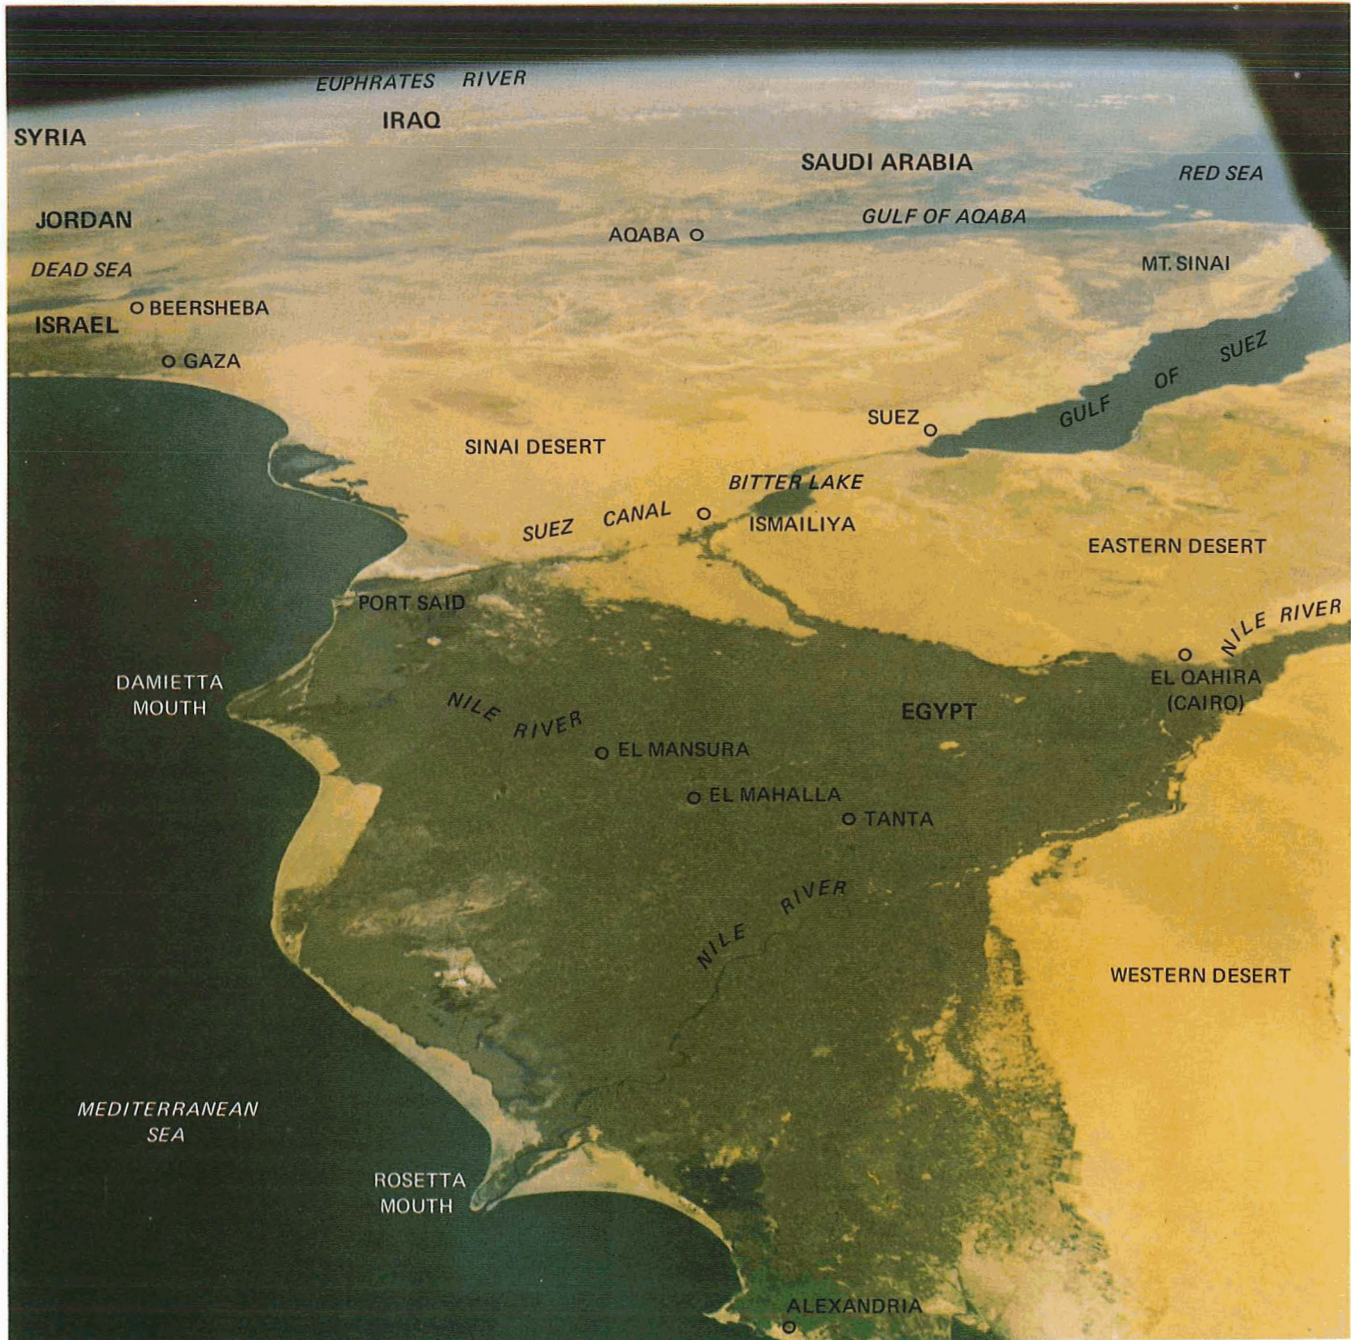 EUPHRATES RIVER
IRAQ
SYRIA
SAUDI ARABIA
RED SEA
JORDAN
GULF OF AQABA
AQABA
MT. SINAI
DEAD SEA
BEERSHEBA
ISRAEL
GAZA
GULF OF SUEZ
SUEZ
SINAI DESERT
BITTER LAKE
SUEZ CANAL
ISMAILIYA
EASTERN DESERT
PORT SAID
NILE RIVER
EL QAHIRA
(CAIRO)
DAMIETTA
MOUTH
NILE RIVER
EGYPT
EL MANSURA
EL MAHALLA
TANTA
NILE RIVER
WESTERN DESERT
MEDITERRANEAN
SEA
ROSETTA
MOUTH
ALEXANDRIA